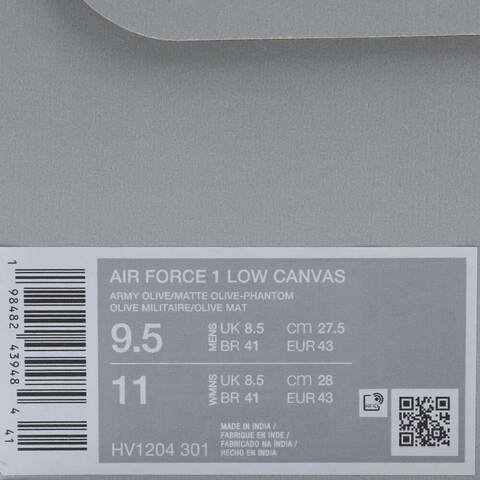 AIR FORCE 1 LOW CANVAS
ARMY OLIVE/MATTE OLIVE-PHANTOM
OLIVE MILITAIRE/OLIVE MAT
9.5 MENS UK 8.5 CM 27.5
BR 41 EUR 43
11 WMNS UK 8.5 CM 28
BR 41 EUR 43
HV1204 301
MADE IN INDIA /
FABRIQUE EN INDE /
FABRICADO NA ÍNDIA /
HECHO EN INDIA
1 98482 43948 4 41